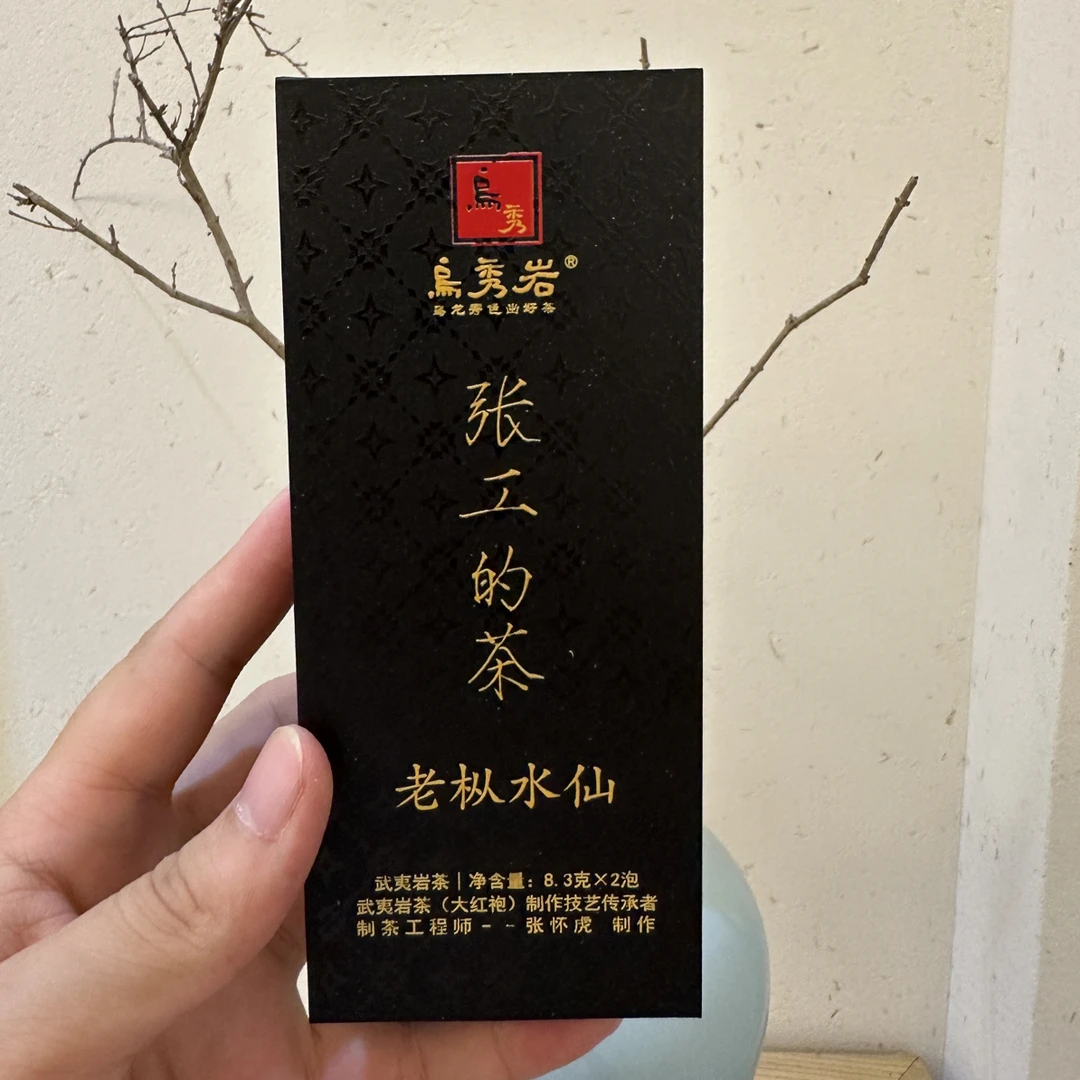 烏
秀
烏秀岩®
乌龙秀色出好茶
张工的茶
老枞水仙
武夷岩茶|净含量：8.3克×2泡
武夷岩茶（大红袍）制作技艺传承者
制茶工程师--张怀虎 制作